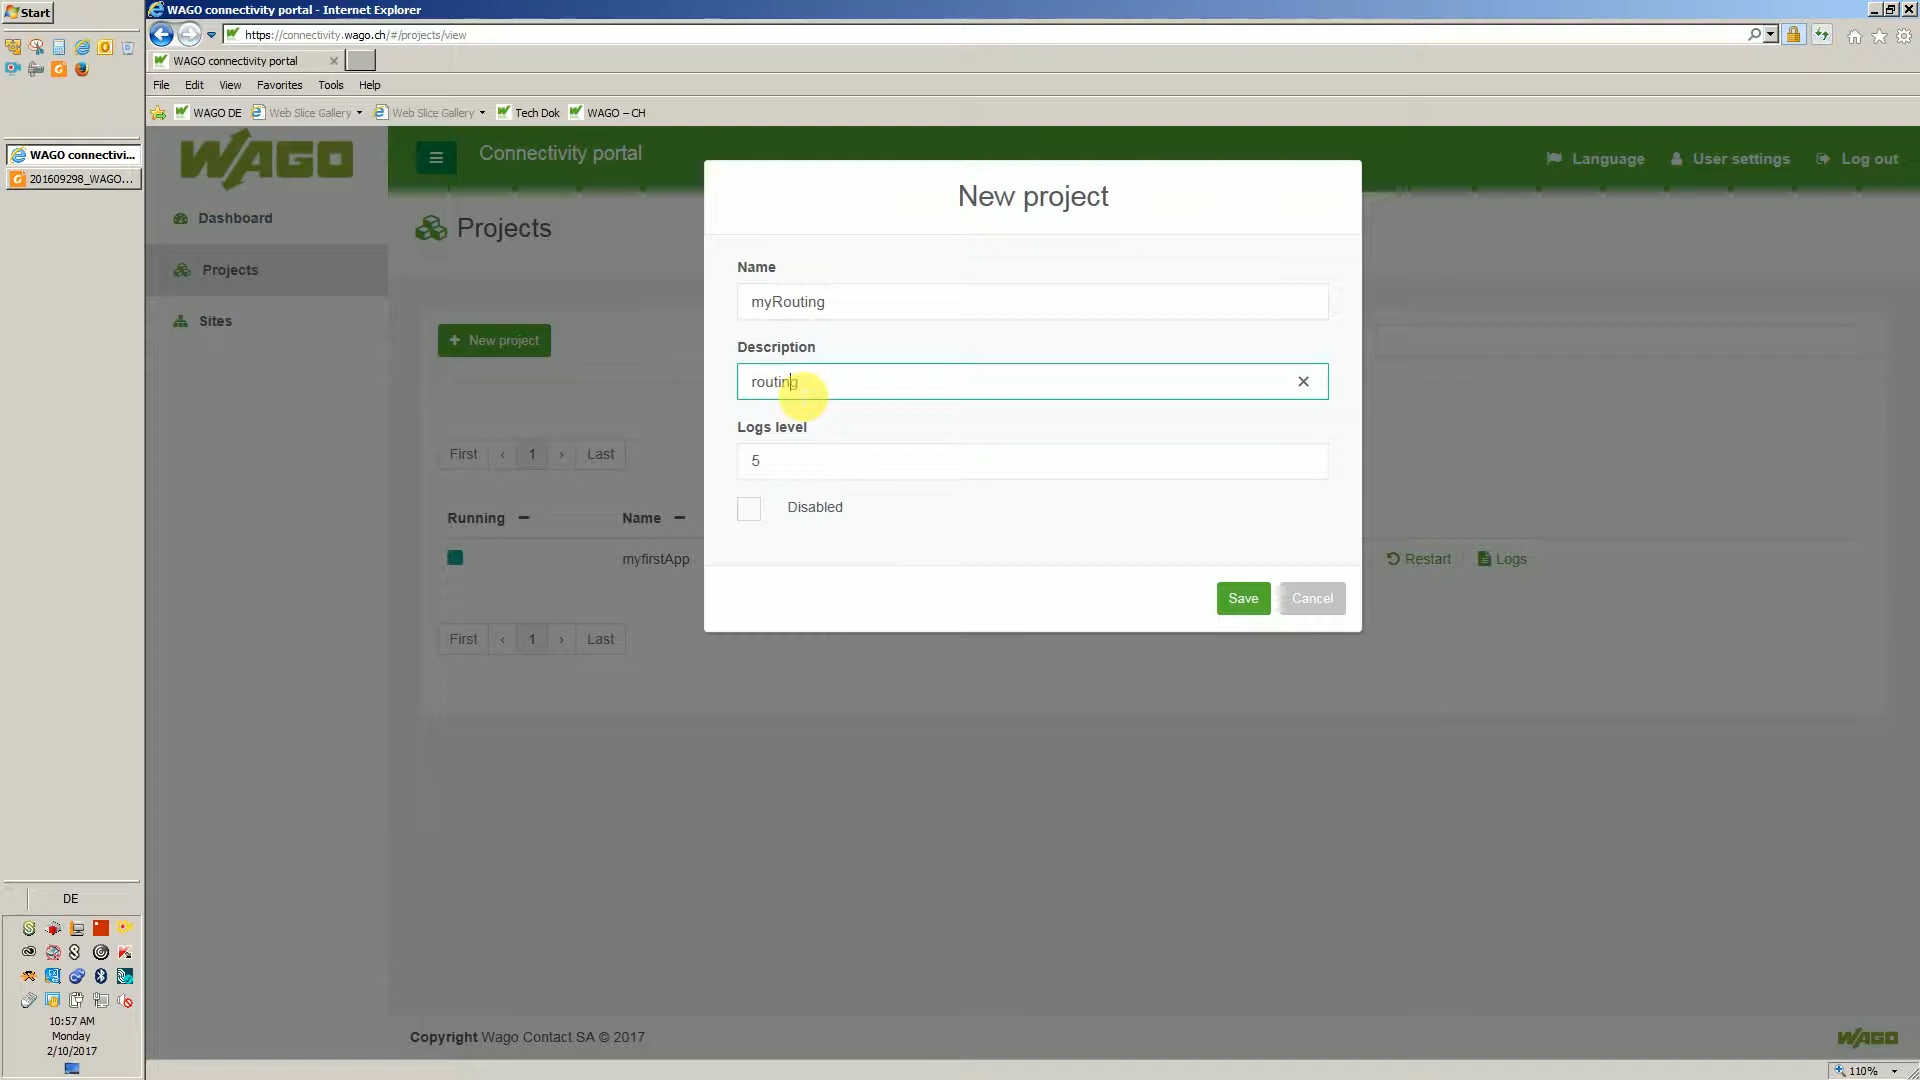 Start
WAGO connectivity portal - Internet Explorer
https://connectivity.wago.ch/#/projects/view
WAGO connectivity portal
File Edit View Favorites Tools Help
WAGO DE Web Slice Gallery Web Slice Gallery Tech Dok WAGO – CH
WAGO connectivi...
201609298_WAGO...
WAGO
Connectivity portal
Language User settings Log out
Dashboard
Projects
Sites
Projects
New project
New project
Name
myRouting
Description
routing
Logs level
5
Disabled
Save Cancel
First ‹ 1 › Last
Running Name
myfirstApp Restart Logs
First ‹ 1 › Last
Copyright Wago Contact SA © 2017
WAGO
DE
10:57 AM
Monday
2/10/2017
110%